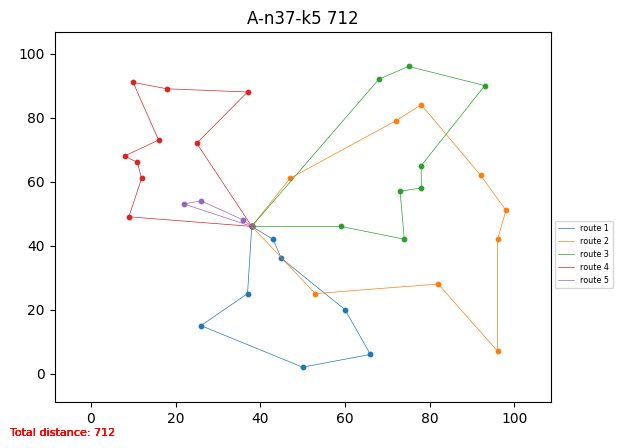 A-n37-k5 712
100
80
60
40
20
0
0 20 40 60 80 100
route 1
route 2
route 3
route 4
route 5
Total distance: 712